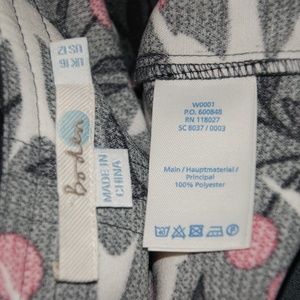 UK 16
US 12
Boden
MADE IN
CHINA
W0001
P.O. 600848
RN 118027
SC 8037 / 0003
Main / Hauptmaterial /
Principal
100% Polyester